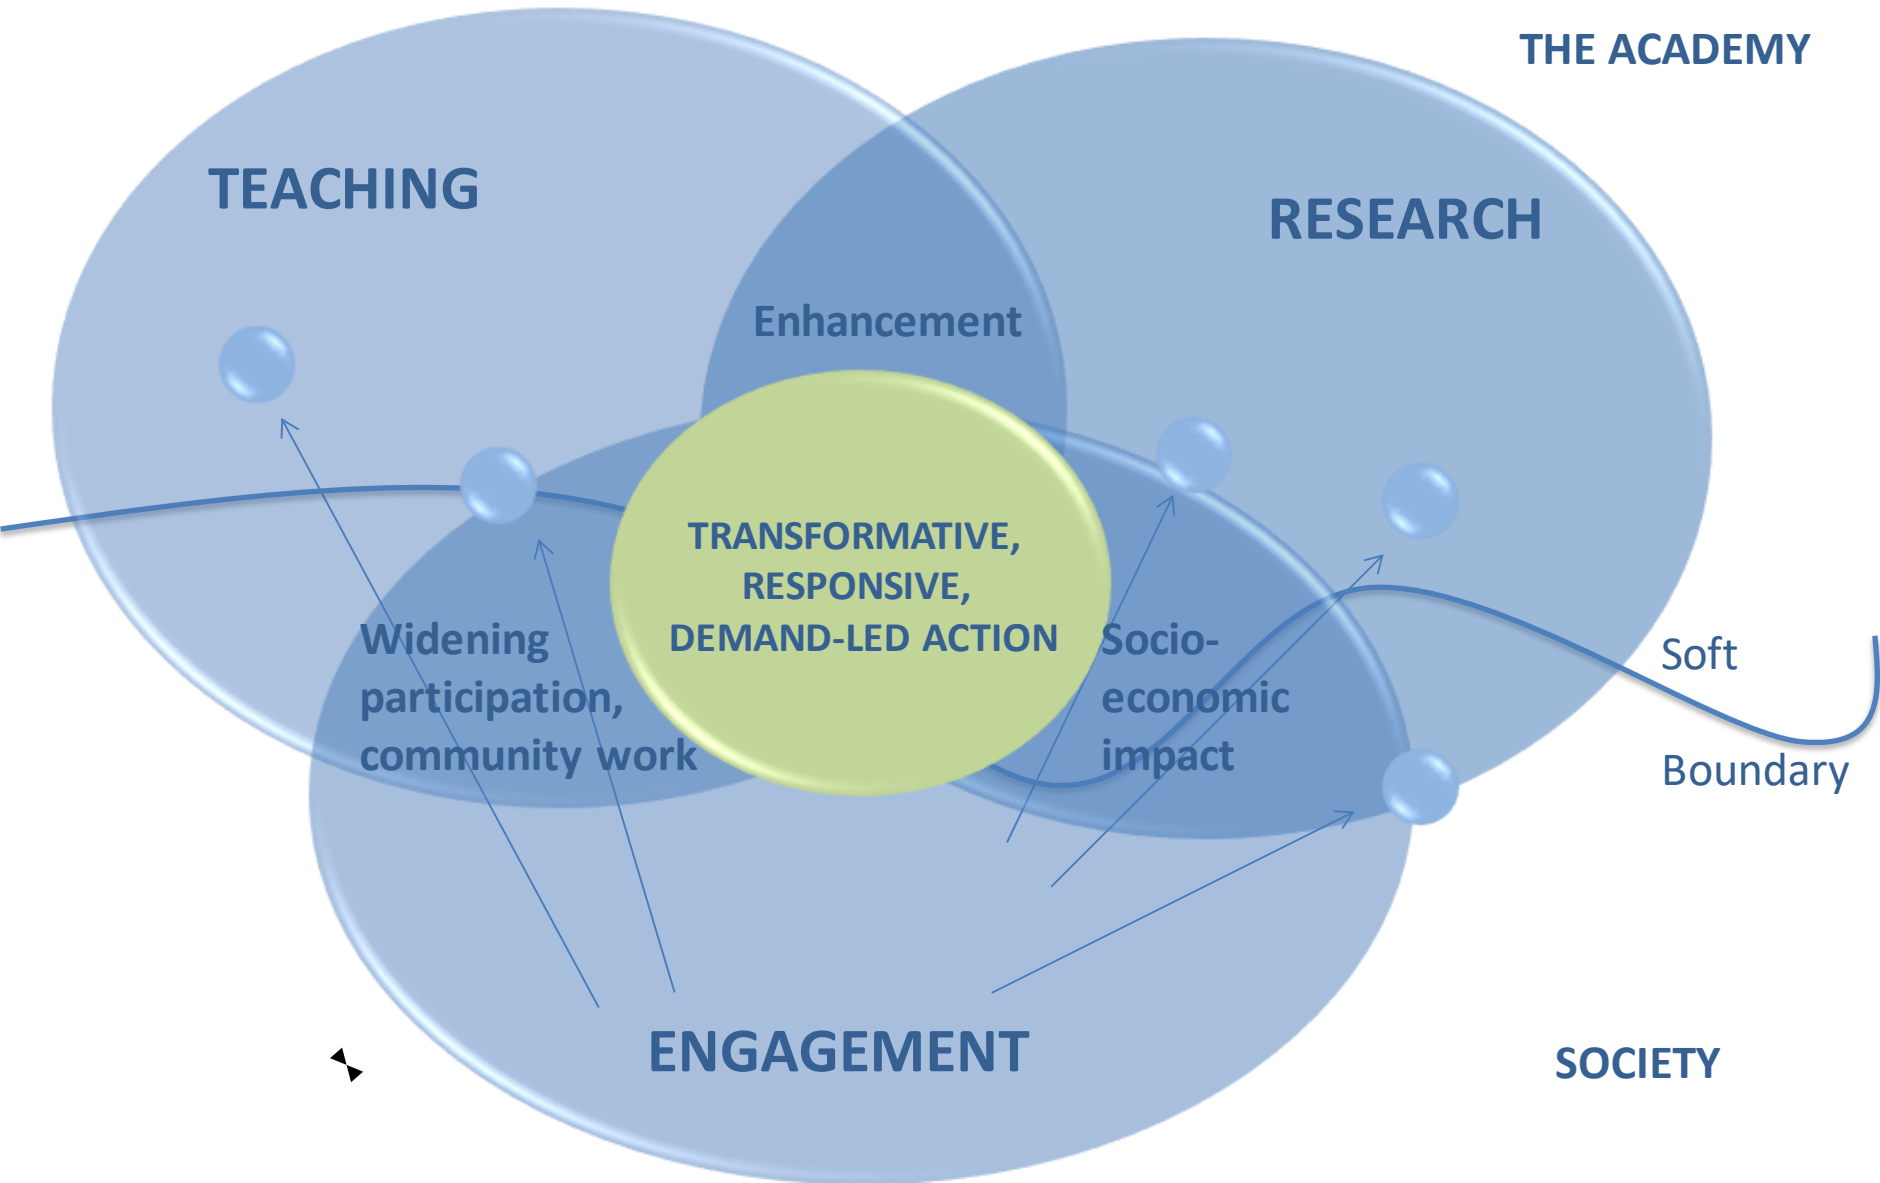 THE ACADEMY
TEACHING
RESEARCH
Enhancement
TRANSFORMATIVE,
RESPONSIVE,
DEMAND-LED ACTION
Widening
participation,
community work
Socio-
economic
impact
Soft
Boundary
ENGAGEMENT
SOCIETY